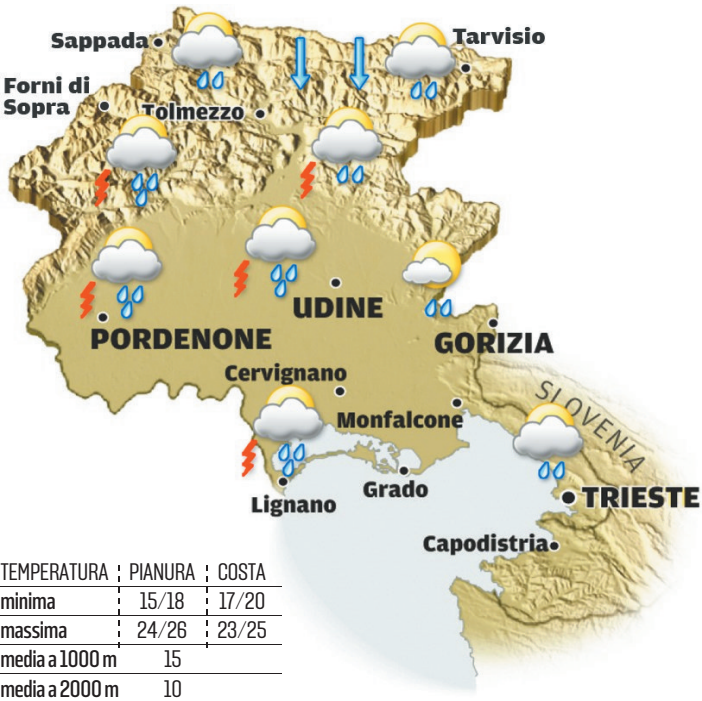 Sappada
Tarvisio
Forni di
Sopra
Tolmezzo
UDINE
PORDENONE
GORIZIA
Cervignano
SLOVENIA
Monfalcone
Grado
Lignano
TRIESTE
Capodistria
TEMPERATURA PIANURA COSTA
minima 15/18 17/20
massima 24/26 23/25
media a 1000 m 15
media a 2000 m 10